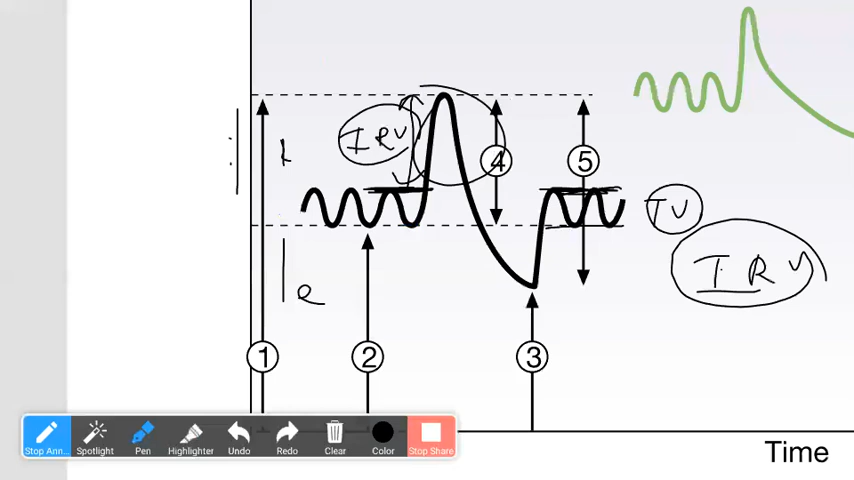 IRV
④
⑤
TV
IRV
e
①
②
③
Stop Ann...
Spotlight
Pen
Highlighter
Undo
Redo
Clear
Color
Stop Share
Time